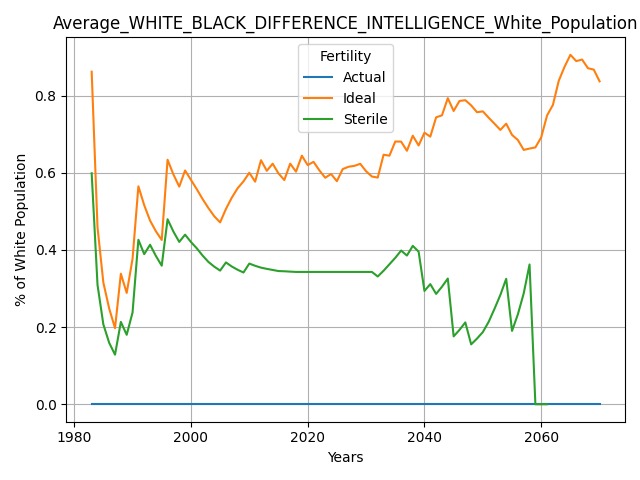 Average_WHITE_BLACK_DIFFERENCE_INTELLIGENCE_White_Population
Fertility
Actual
Ideal
Sterile
% of White Population
0.8
0.6
0.4
0.2
0.0
1980 2000 2020 2040 2060
Years